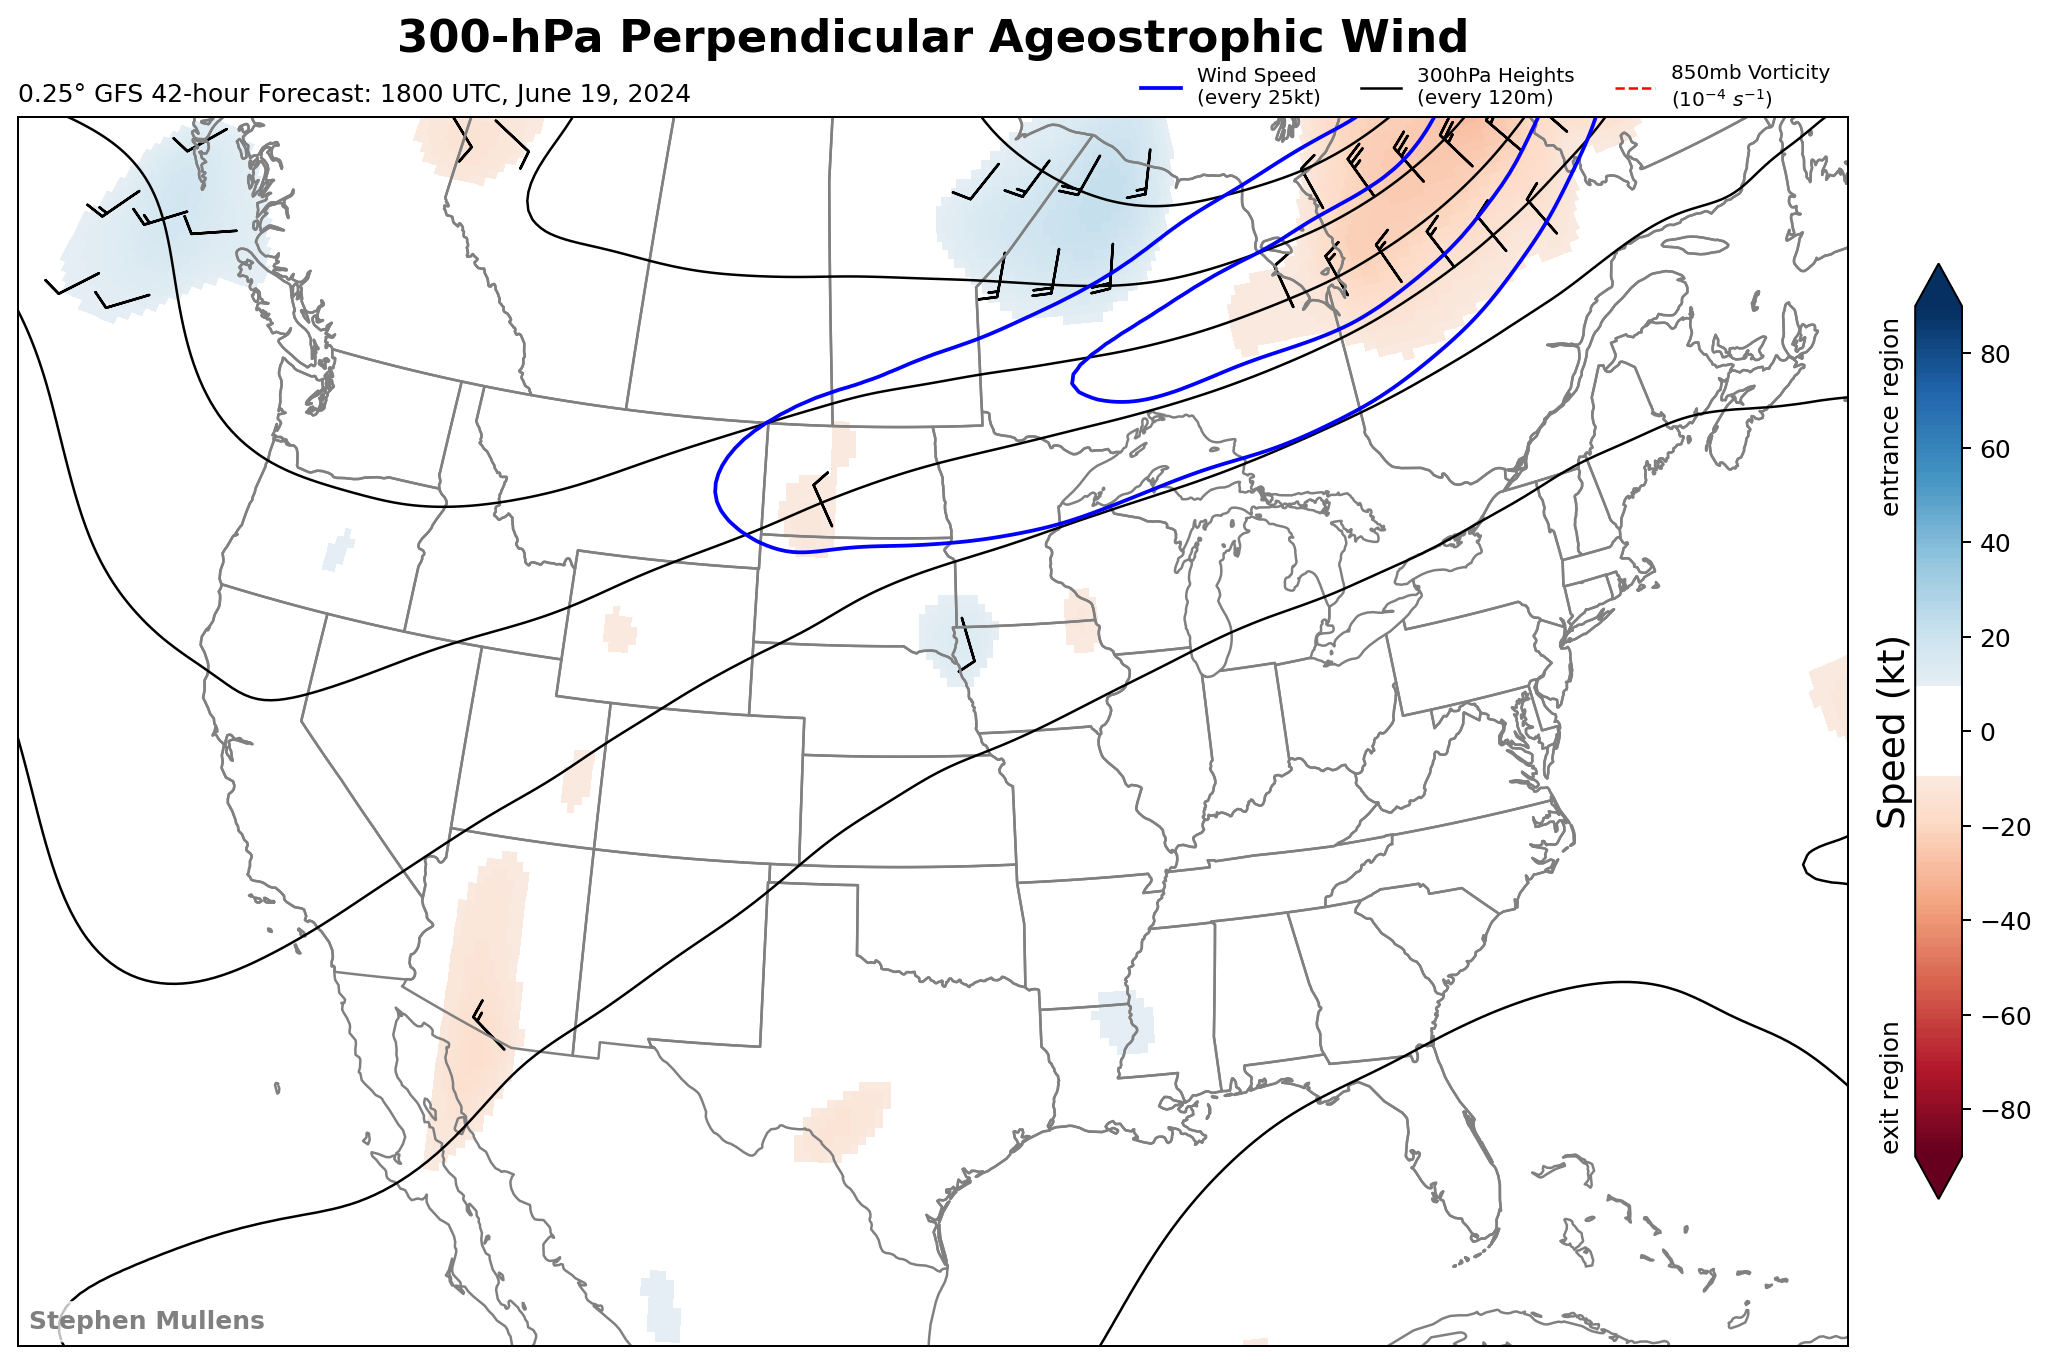 300-hPa Perpendicular Ageostrophic Wind
0.25° GFS 42-hour Forecast: 1800 UTC, June 19, 2024
Wind Speed
(every 25kt)
300hPa Heights
(every 120m)
850mb Vorticity
(10⁻⁴ s⁻¹)
entrance region
Speed (kt)
exit region
80
60
40
20
0
−20
−40
−60
−80
Stephen Mullens